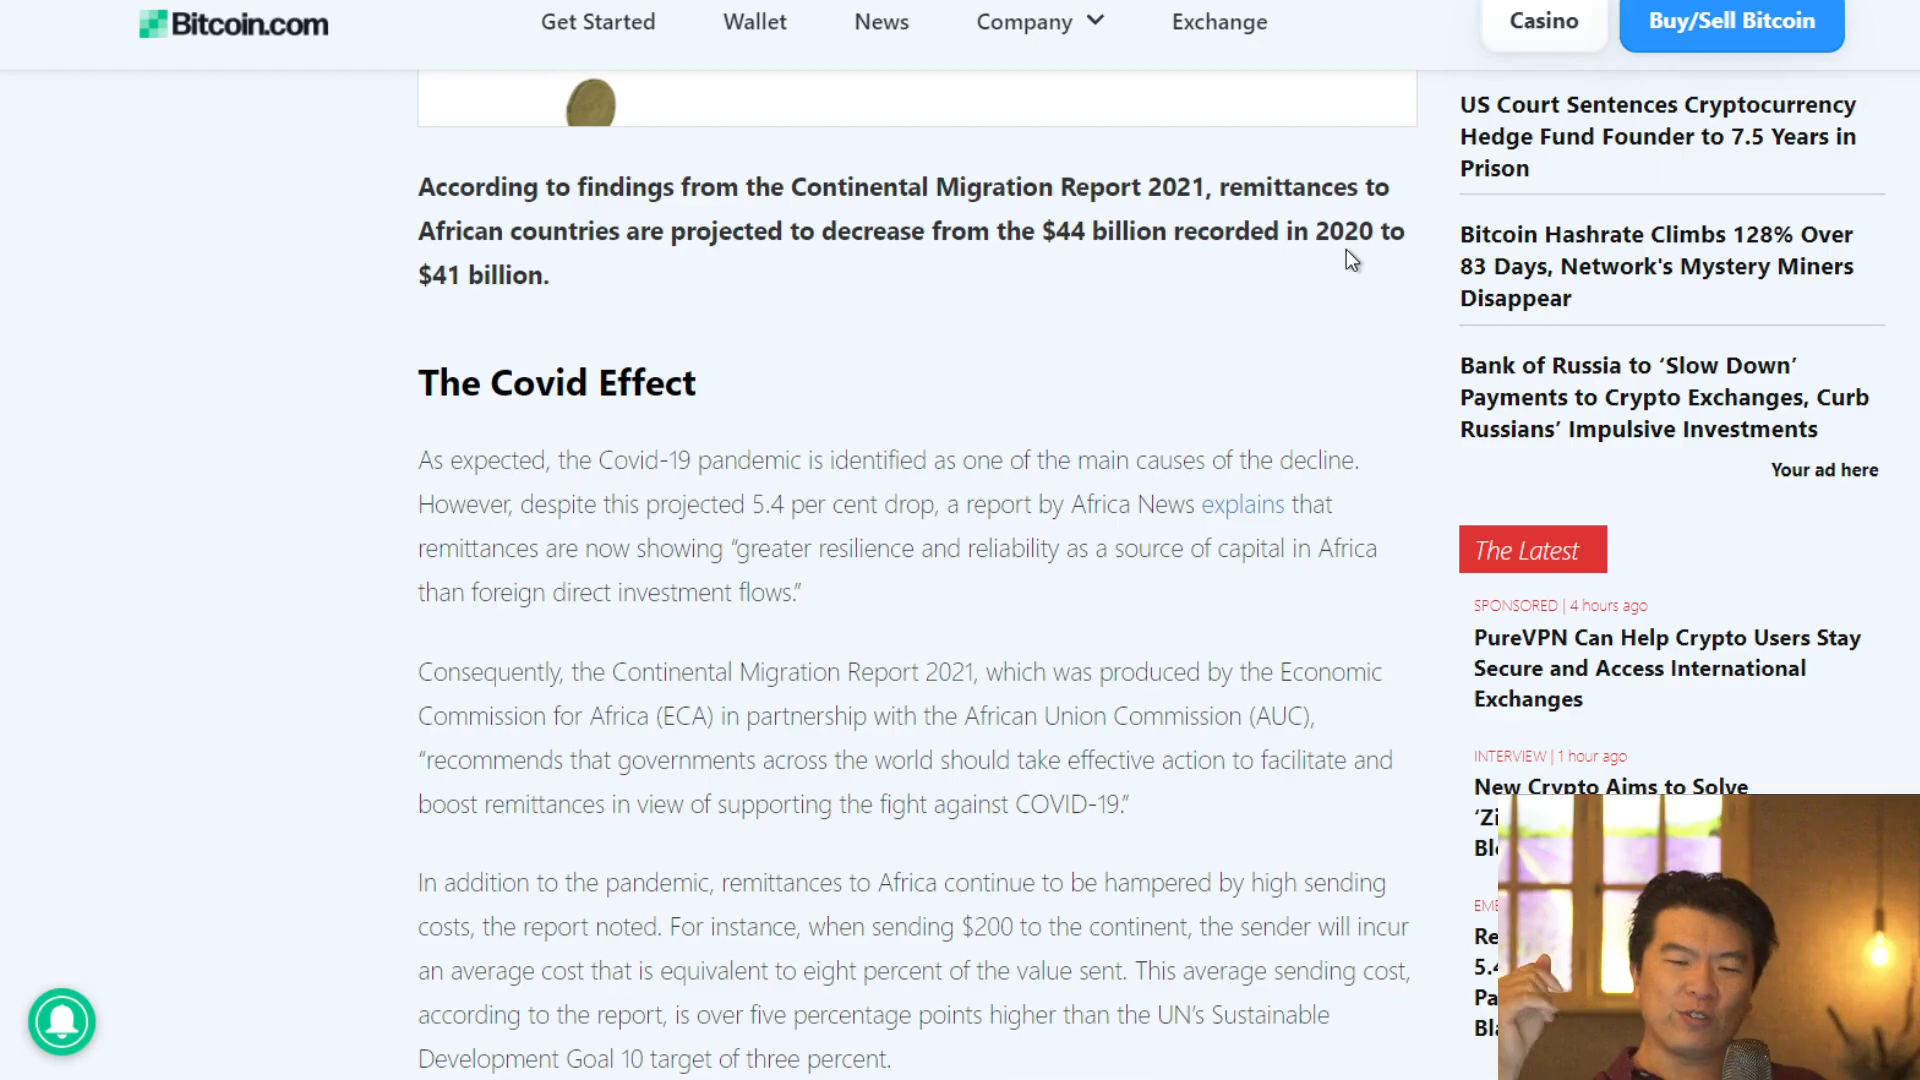 Bitcoin.com
Get Started
Wallet
News
Company
Exchange
Casino
Buy/Sell Bitcoin
According to findings from the Continental Migration Report 2021, remittances to
African countries are projected to decrease from the $44 billion recorded in 2020 to
$41 billion.
The Covid Effect
As expected, the Covid-19 pandemic is identified as one of the main causes of the decline.
However, despite this projected 5.4 per cent drop, a report by Africa News explains that
remittances are now showing “greater resilience and reliability as a source of capital in Africa
than foreign direct investment flows.”
Consequently, the Continental Migration Report 2021, which was produced by the Economic
Commission for Africa (ECA) in partnership with the African Union Commission (AUC),
“recommends that governments across the world should take effective action to facilitate and
boost remittances in view of supporting the fight against COVID-19.”
In addition to the pandemic, remittances to Africa continue to be hampered by high sending
costs, the report noted. For instance, when sending $200 to the continent, the sender will incur
an average cost that is equivalent to eight percent of the value sent. This average sending cost,
according to the report, is over five percentage points higher than the UN’s Sustainable
Development Goal 10 target of three percent.
US Court Sentences Cryptocurrency
Hedge Fund Founder to 7.5 Years in
Prison
Bitcoin Hashrate Climbs 128% Over
83 Days, Network's Mystery Miners
Disappear
Bank of Russia to ‘Slow Down’
Payments to Crypto Exchanges, Curb
Russians’ Impulsive Investments
Your ad here
The Latest
SPONSORED | 4 hours ago
PureVPN Can Help Crypto Users Stay
Secure and Access International
Exchanges
INTERVIEW | 1 hour ago
New Crypto Aims to Solve